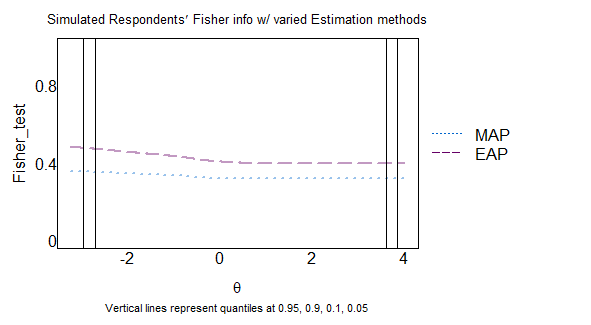 Simulated Respondents′ Fisher info w/ varied Estimation methods
Fisher_test
0.8
0.4
0
-2 0 2 4
θ
MAP
EAP
Vertical lines represent quantiles at 0.95, 0.9, 0.1, 0.05